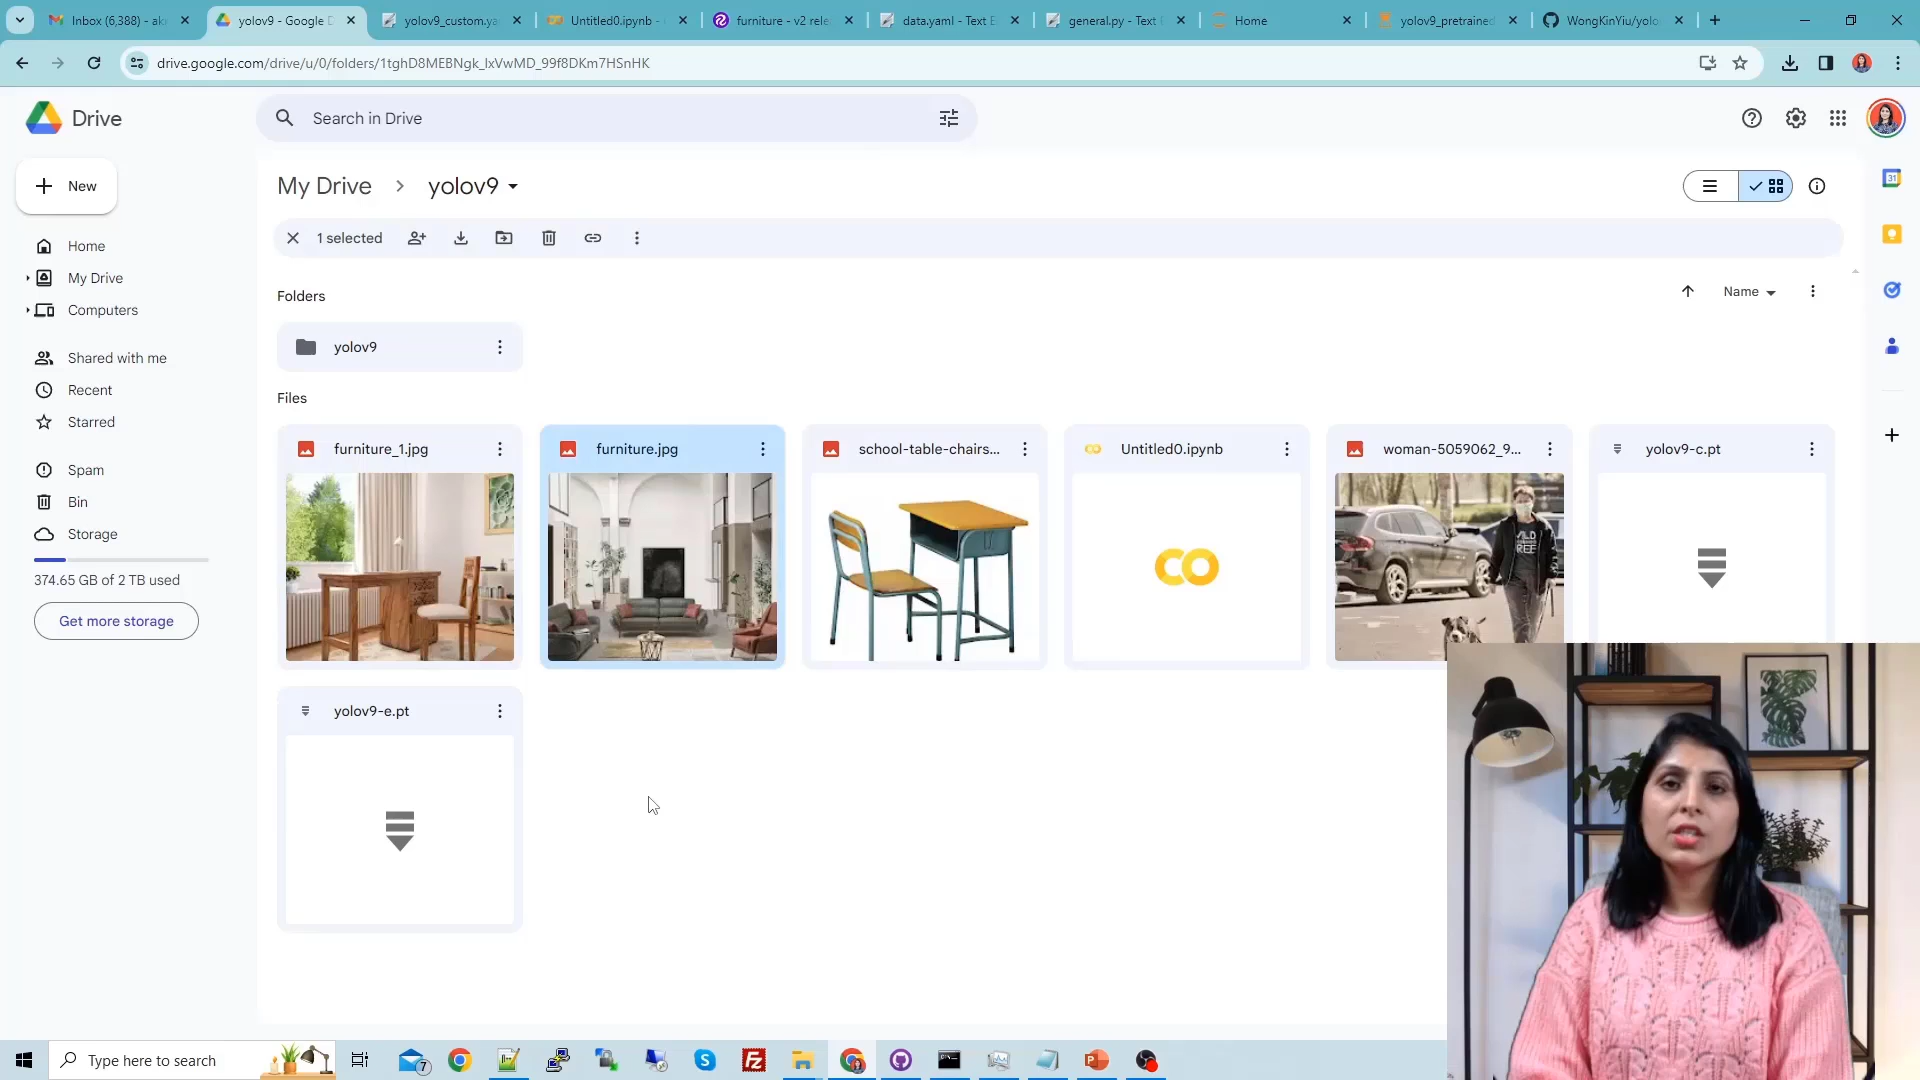 Inbox (6,388) - ak
yolov9 - Google D
yolov9_custom.ya
Untitled0.ipynb -
furniture - v2 rele
data.yaml - Text E
general.py - Text
Home
yolov9_pretrained
WongKinYiu/yolo
drive.google.com/drive/u/0/folders/1tghD8MEBNgk_lxVwMD_99f8DKm7HSnHK
Drive
Search in Drive
New
My Drive > yolov9
1 selected
Home
My Drive
Computers
Shared with me
Recent
Starred
Spam
Bin
Storage
374.65 GB of 2 TB used
Get more storage
Folders
Name
yolov9
Files
furniture_1.jpg
furniture.jpg
school-table-chairs...
Untitled0.ipynb
woman-5059062_9...
yolov9-c.pt
yolov9-e.pt
31
Type here to search
7